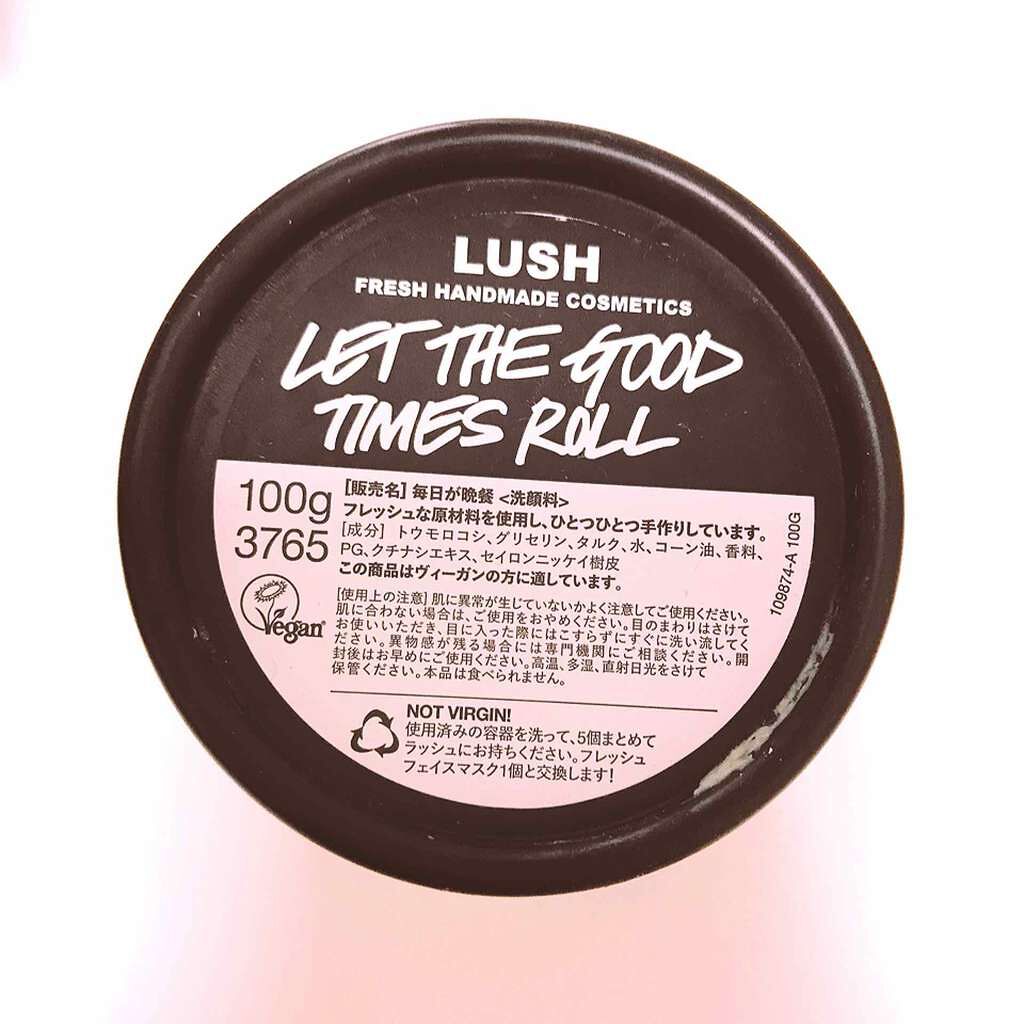 LUSH
FRESH HANDMADE COSMETICS
LET THE GOOD
TIMES ROLL
100g
3765
[販売名] 毎日が晩餐 <洗顔料>
フレッシュな原材料を使用し、ひとつひとつ手作りしています。
[成分] トウモロコシ、グリセリン、タルク、水、コーン油、香料、
PG、クチナシエキス、セイロンニッケイ樹皮
この商品はヴィーガンの方に適しています。
Vegan
[使用上の注意] 肌に異常が生じていないかよく注意してご使用ください。
肌に合わない場合は、ご使用をおやめください。目のまわりはさけて
お使いいただき、目に入った際にはこすらずにすぐに洗い流してく
ださい。異物感が残る場合には専門機関にご相談ください。開
封後はお早めにご使用ください。高温、多湿、直射日光をさけて
保管ください。本品は食べられません。
109874-A 100G
NOT VIRGIN!
使用済みの容器を洗って、5個まとめて
ラッシュにお持ちください。フレッシュ
フェイスマスク1個と交換します!